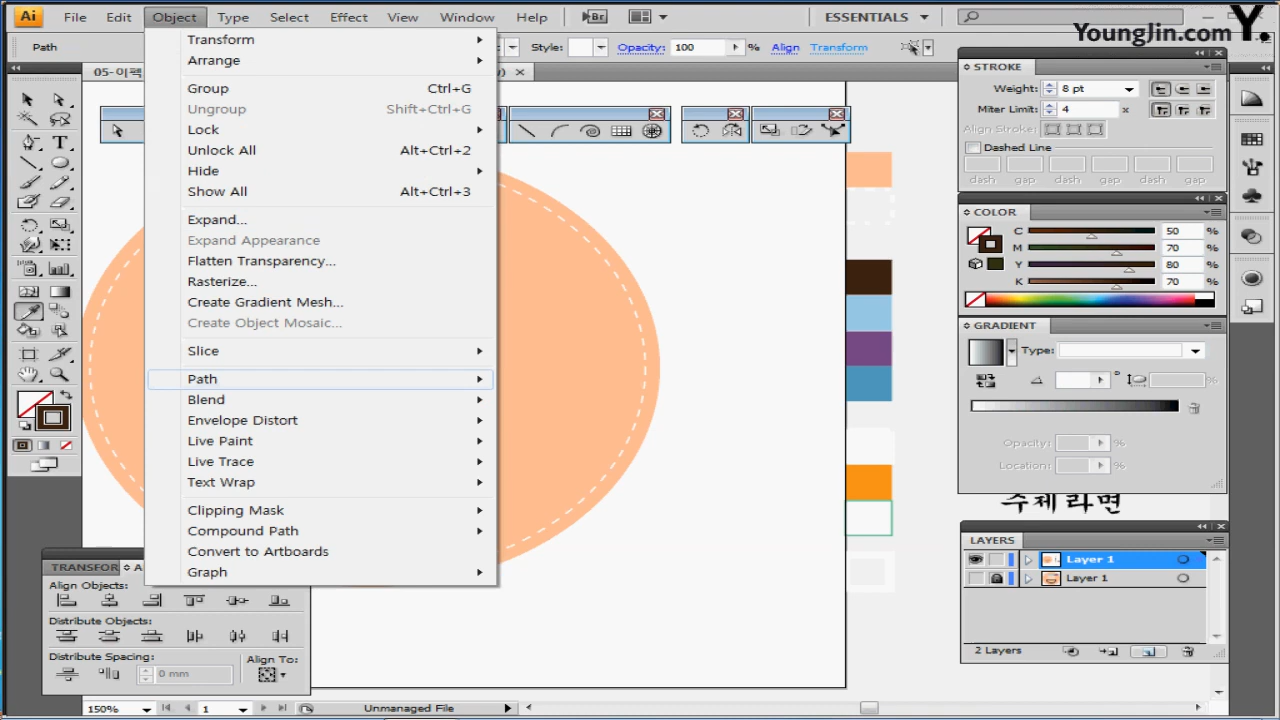 Ai File Edit Object Type Select Effect View Window Help Br ESSENTIALS
YoungJin.com Y.
Path Style: Opacity: 100 % Align Transform
05-이펙
Transform
Arrange
Group Ctrl+G
Ungroup Shift+Ctrl+G
Lock
Unlock All Alt+Ctrl+2
Hide
Show All Alt+Ctrl+3
Expand...
Expand Appearance
Flatten Transparency...
Rasterize...
Create Gradient Mesh...
Create Object Mosaic...
Slice
Path
Blend
Envelope Distort
Live Paint
Live Trace
Text Wrap
Clipping Mask
Compound Path
Convert to Artboards
Graph
STROKE
Weight: 8 pt
Miter Limit: 4 x
Align Stroke:
Dashed Line
dash gap dash gap dash gap
COLOR
C 50 %
M 70 %
Y 80 %
K 70 %
GRADIENT
Type:
°
%
Opacity: %
Location: %
수제라면
LAYERS
Layer 1
Layer 1
2 Layers
TRANSFOR
Align Objects:
Distribute Objects:
Distribute Spacing:
Align To:
0 mm
150% 1 Unmanaged File